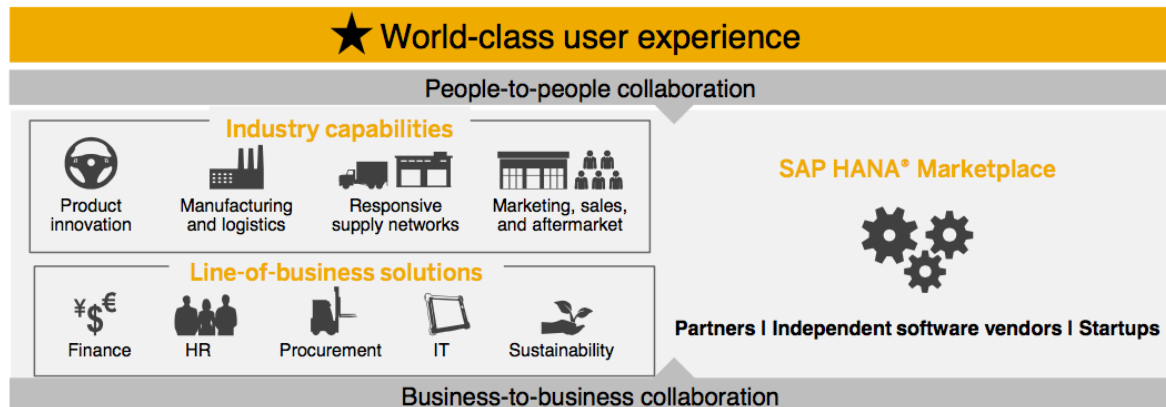 ★ World-class user experience
People-to-people collaboration
Industry capabilities
Product
innovation
Manufacturing
and logistics
Responsive
supply networks
Marketing, sales,
and aftermarket
Line-of-business solutions
¥$€
Finance
HR
Procurement
IT
Sustainability
SAP HANA® Marketplace
Partners | Independent software vendors | Startups
Business-to-business collaboration